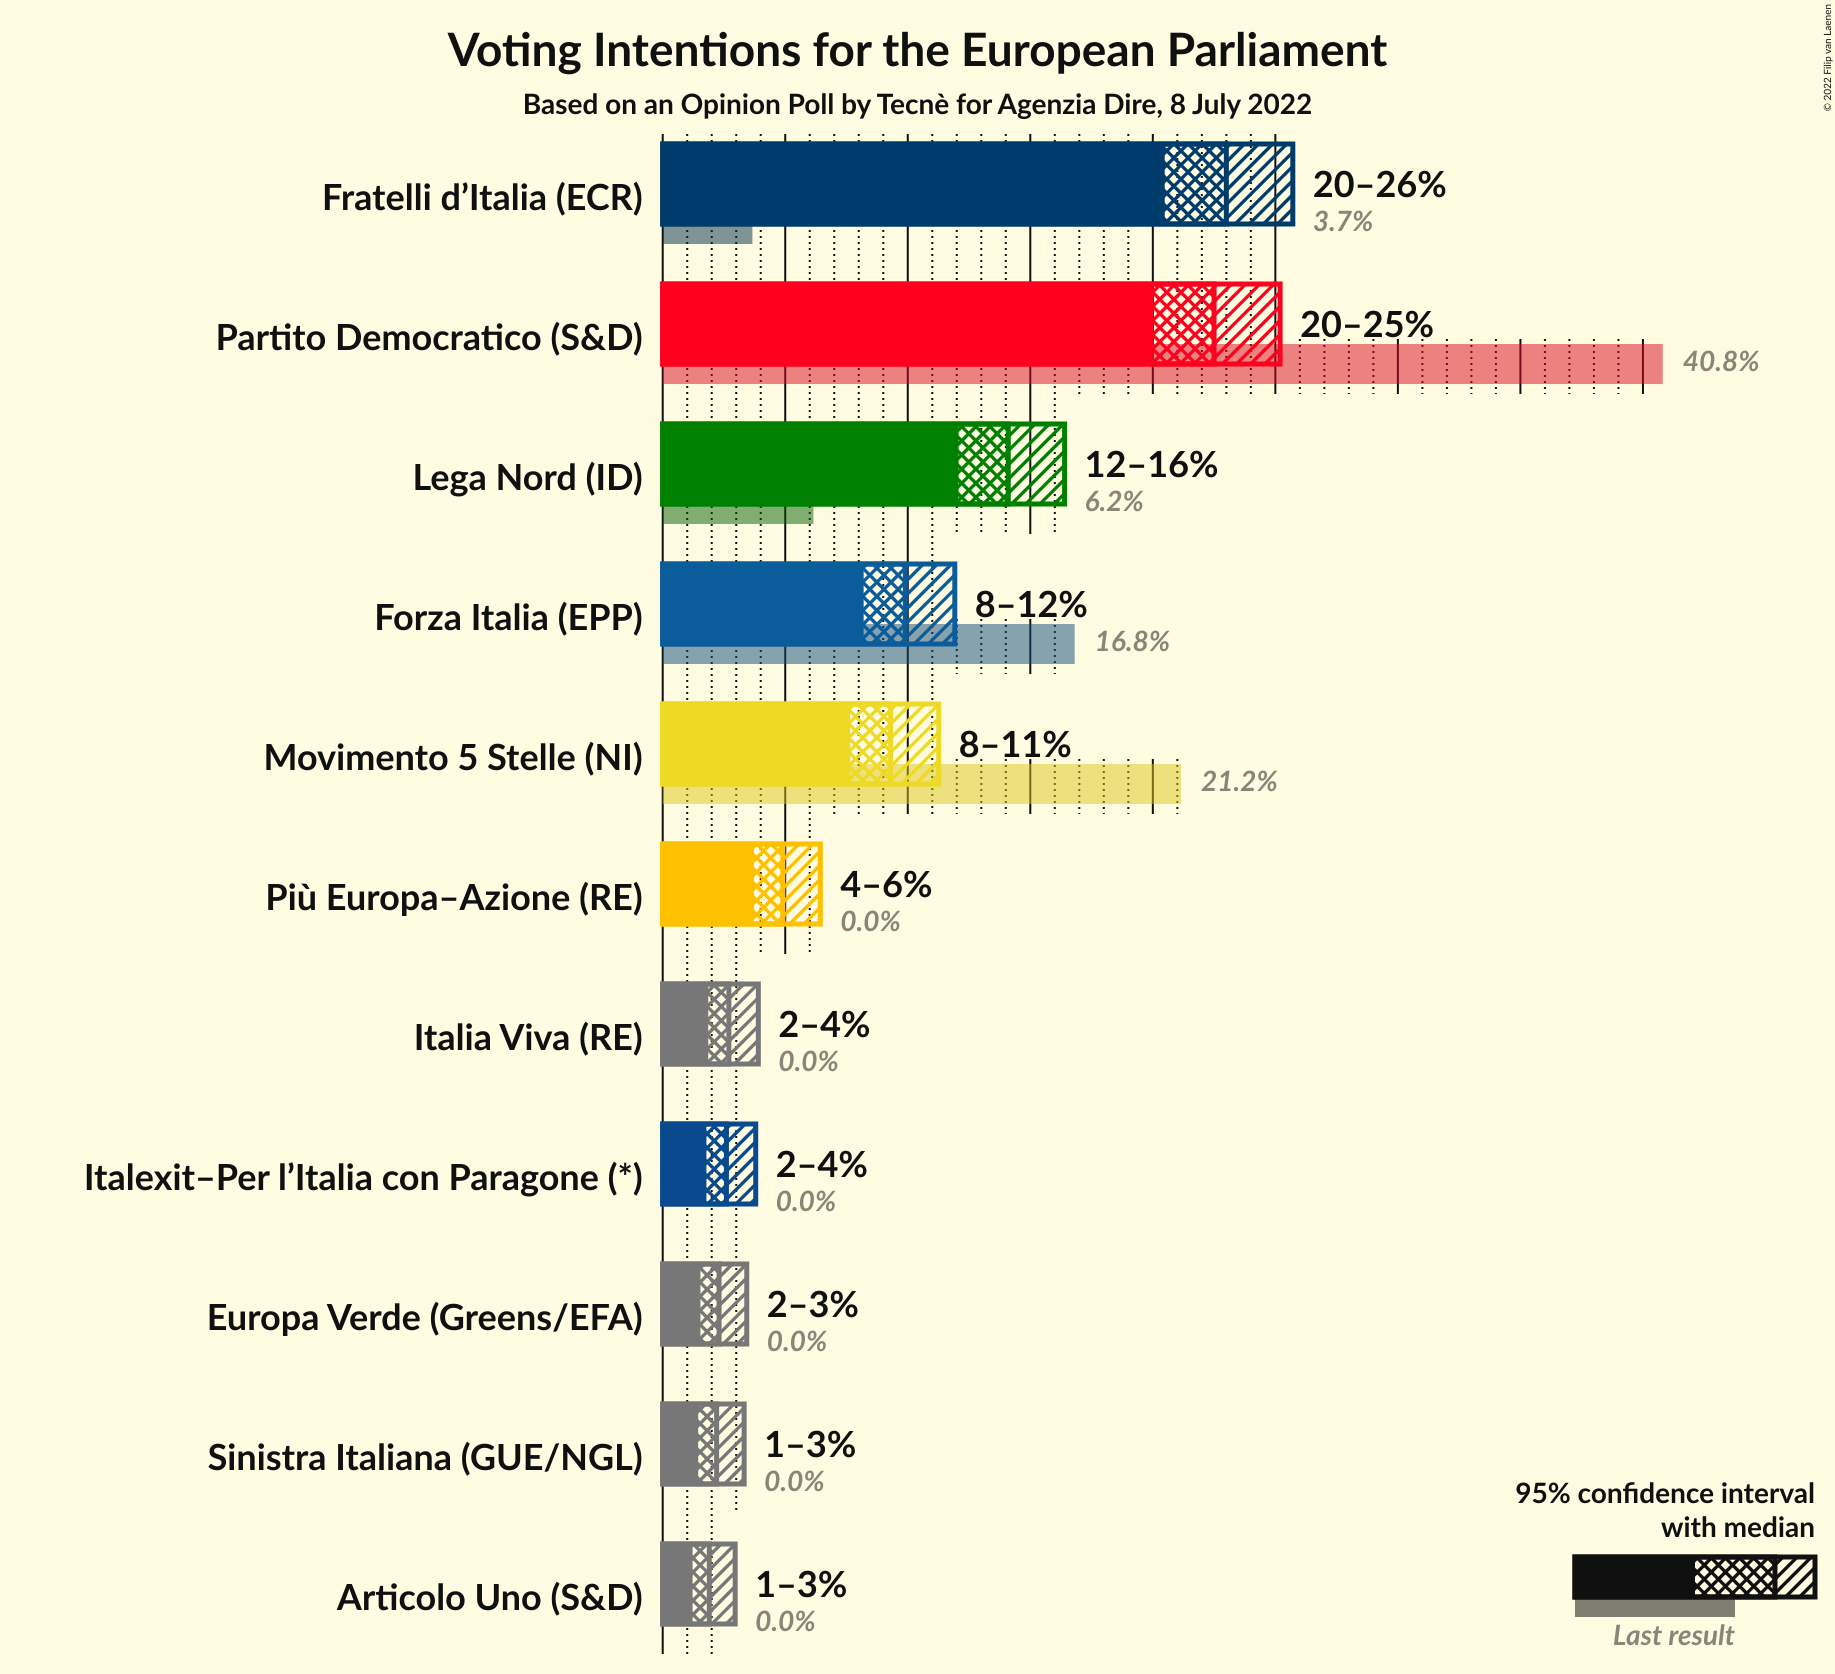 Voting Intentions for the European Parliament
Based on an Opinion Poll by Tecnè for Agenzia Dire, 8 July 2022
© 2022 Filip van Laenen
Fratelli d’Italia (ECR)
20–26%
3.7%
Partito Democratico (S&D)
20–25%
40.8%
Lega Nord (ID)
12–16%
6.2%
Forza Italia (EPP)
8–12%
16.8%
Movimento 5 Stelle (NI)
8–11%
21.2%
Più Europa–Azione (RE)
4–6%
0.0%
Italia Viva (RE)
2–4%
0.0%
Italexit–Per l’Italia con Paragone (*)
2–4%
0.0%
Europa Verde (Greens/EFA)
2–3%
0.0%
Sinistra Italiana (GUE/NGL)
1–3%
0.0%
Articolo Uno (S&D)
1–3%
0.0%
95% confidence interval
with median
Last result